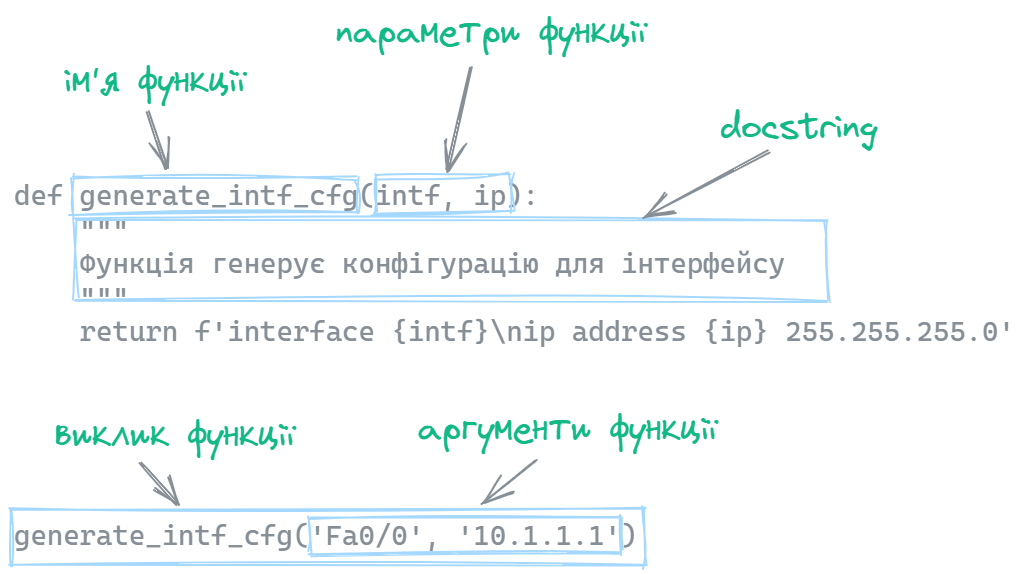 параметри функції
ім'я функції
docstring
def generate_intf_cfg(intf, ip):
"""
Функція генерує конфігурацію для інтерфейсу
"""
return f'interface {intf}\nip address {ip} 255.255.255.0'
виклик функції
аргументи функції
generate_intf_cfg('Fa0/0', '10.1.1.1')